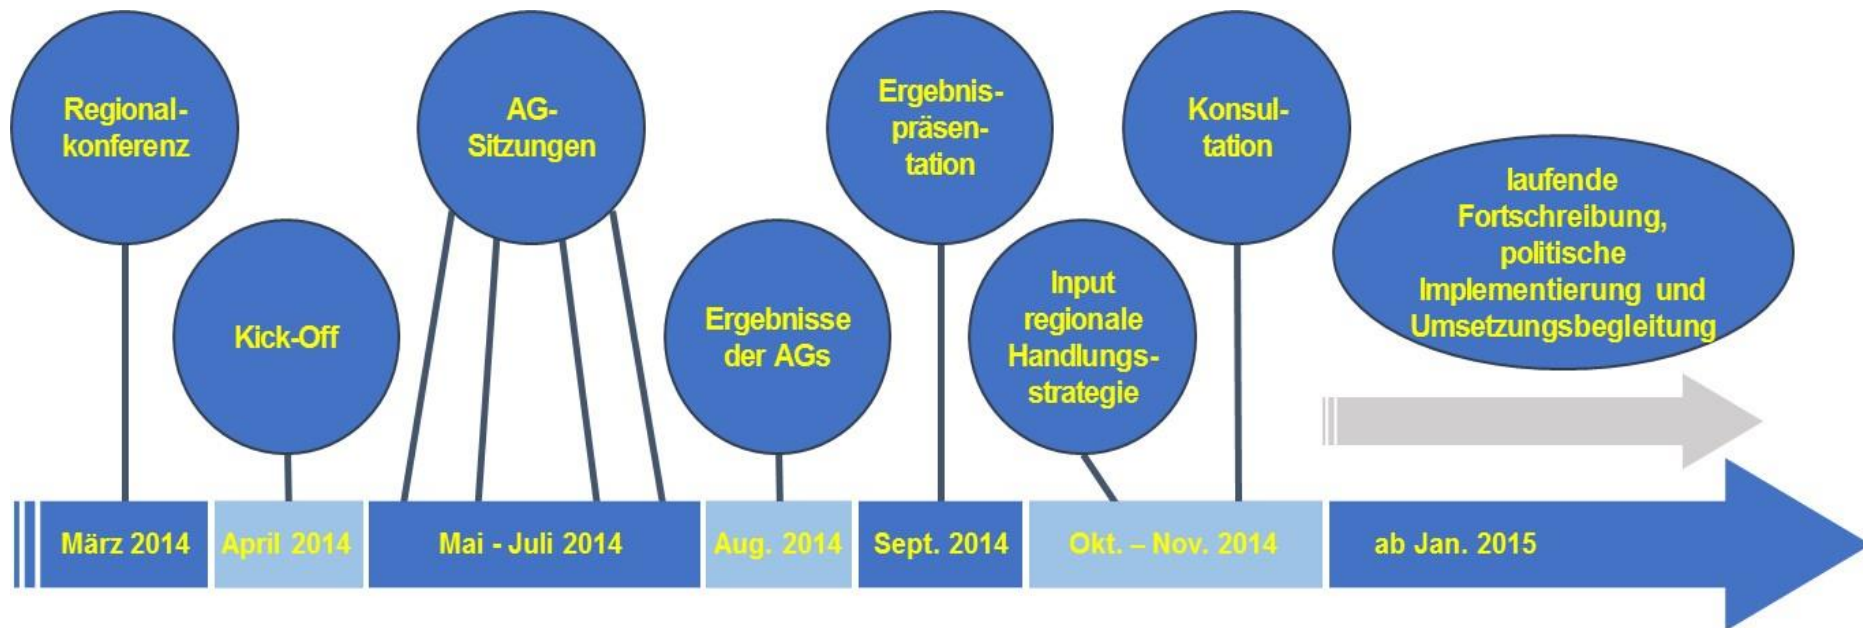 Regional-
konferenz
Kick-Off
AG-
Sitzungen
Ergebnisse
der AGs
Ergebnis-
präsen-
tation
Input
regionale
Handlungs-
strategie
Konsul-
tation
laufende
Fortschreibung,
politische
Implementierung und
Umsetzungsbegleitung
März 2014
April 2014
Mai - Juli 2014
Aug. 2014
Sept. 2014
Okt. – Nov. 2014
ab Jan. 2015